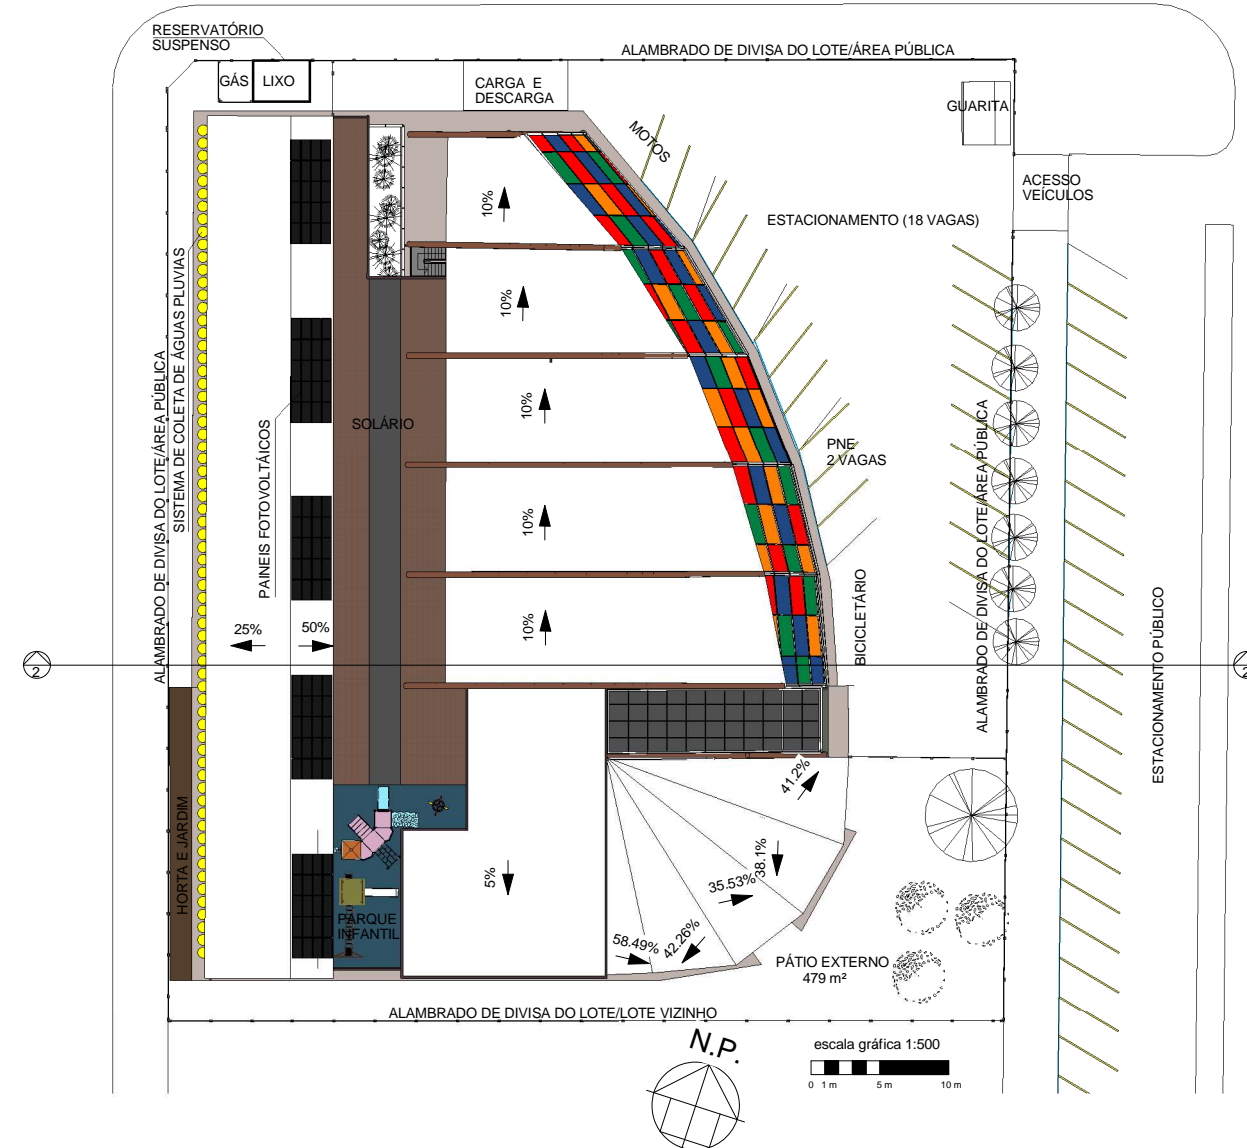 RESERVATÓRIO
SUSPENSO
ALAMBRADO DE DIVISA DO LOTE/ÁREA PÚBLICA
GÁS
LIXO
CARGA E
DESCARGA
GUARITA
MOTOS
ACESSO
VEÍCULOS
ESTACIONAMENTO (18 VAGAS)
10%
10%
10%
10%
10%
ALAMBRADO DE DIVISA DO LOTE/ÁREA PÚBLICA
SISTEMA DE COLETA DE ÁGUAS PLUVIAS
PAINEIS FOTOVOLTÁICOS
SOLÁRIO
PNE
2 VAGAS
ALAMBRADO DE DIVISA DO LOTE/ÁREA PÚBLICA
BICICLETÁRIO
ESTACIONAMENTO PÚBLICO
25%
50%
2
2
HORTA E JARDIM
PARQUE
INFANTIL
5%
41.2%
38.1%
35.53%
42.26%
58.49%
PÁTIO EXTERNO
479 m²
ALAMBRADO DE DIVISA DO LOTE/LOTE VIZINHO
N.P.
escala gráfica 1:500
0 1 m 5 m 10 m